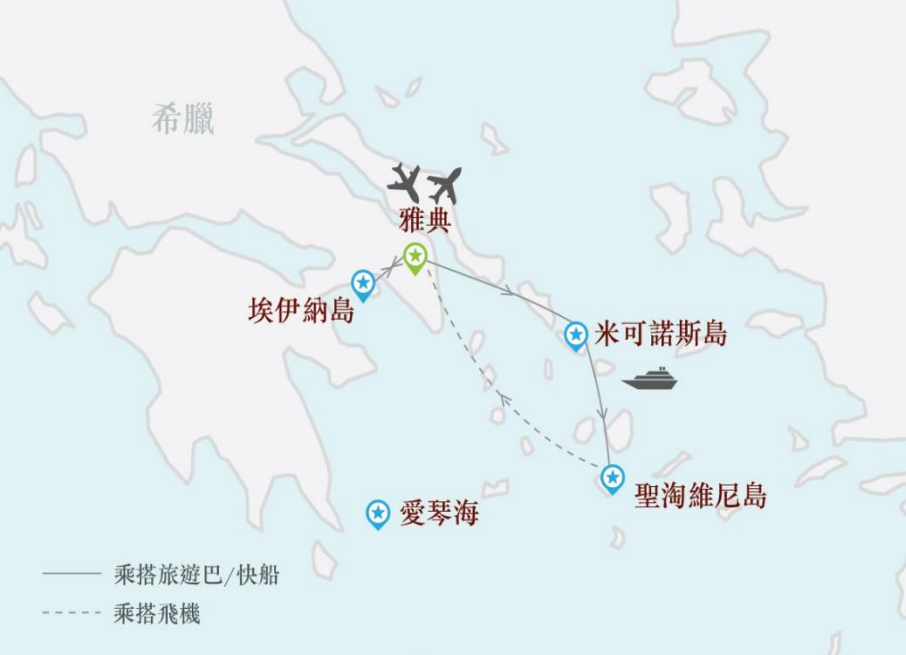 希臘
雅典
埃伊納島
米可諾斯島
聖淘維尼島
愛琴海
乘搭旅遊巴/快船
乘搭飛機